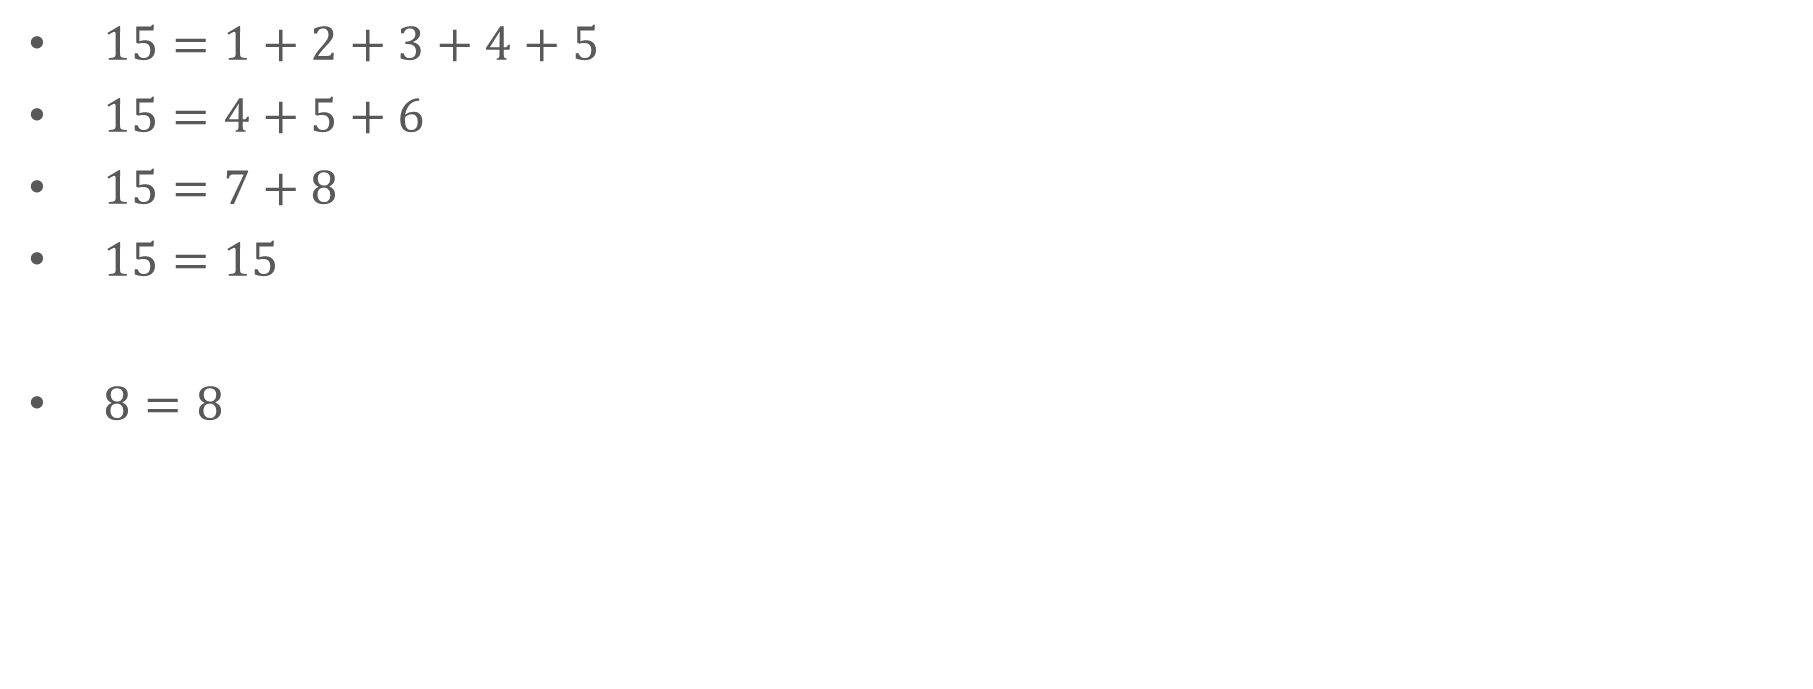 • 15 = 1 + 2 + 3 + 4 + 5
• 15 = 4 + 5 + 6
• 15 = 7 + 8
• 15 = 15
• 8 = 8